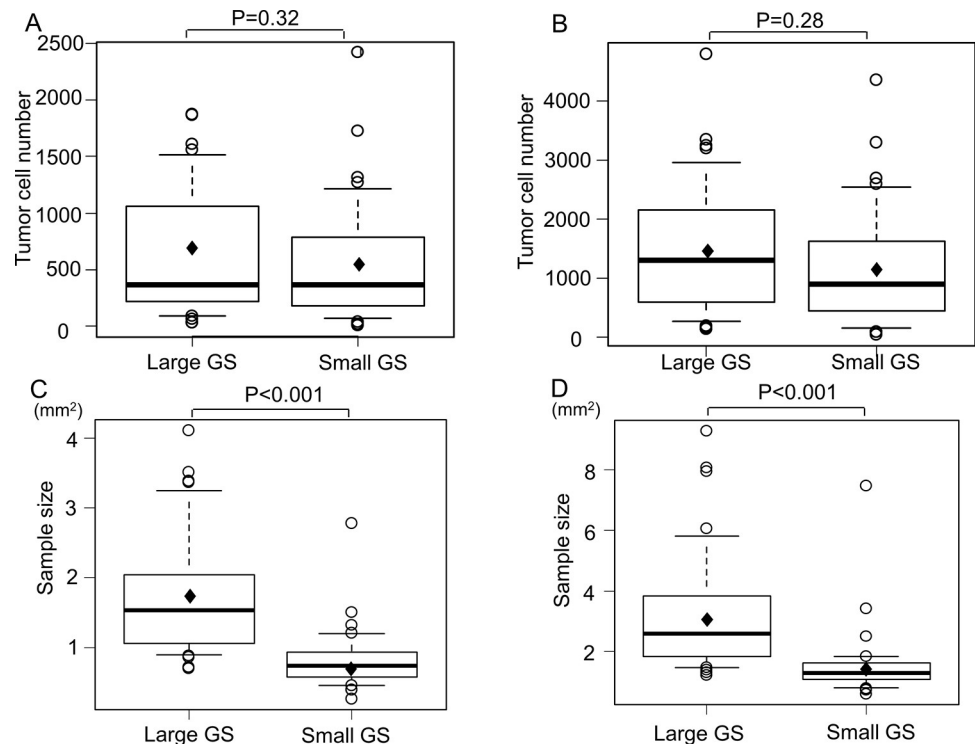 A
P=0.32
Tumor cell number
2500
2000
1500
1000
500
0
Large GS
Small GS
B
P=0.28
Tumor cell number
4000
3000
2000
1000
0
Large GS
Small GS
C
(mm²)
P<0.001
Sample size
4
3
2
1
Large GS
Small GS
D
(mm²)
P<0.001
Sample size
8
6
4
2
Large GS
Small GS